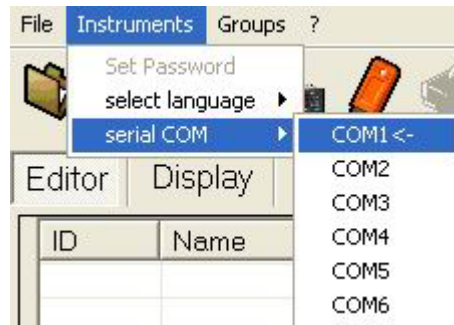 File Instruments Groups ?
Set Password
select language
serial COM
COM1<-
COM2
COM3
COM4
COM5
COM6
Editor Display
ID Name